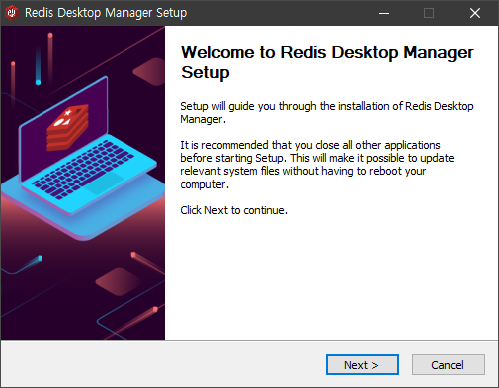 Redis Desktop Manager Setup
Welcome to Redis Desktop Manager
Setup
Setup will guide you through the installation of Redis Desktop
Manager.
It is recommended that you close all other applications
before starting Setup. This will make it possible to update
relevant system files without having to reboot your
computer.
Click Next to continue.
Next >
Cancel